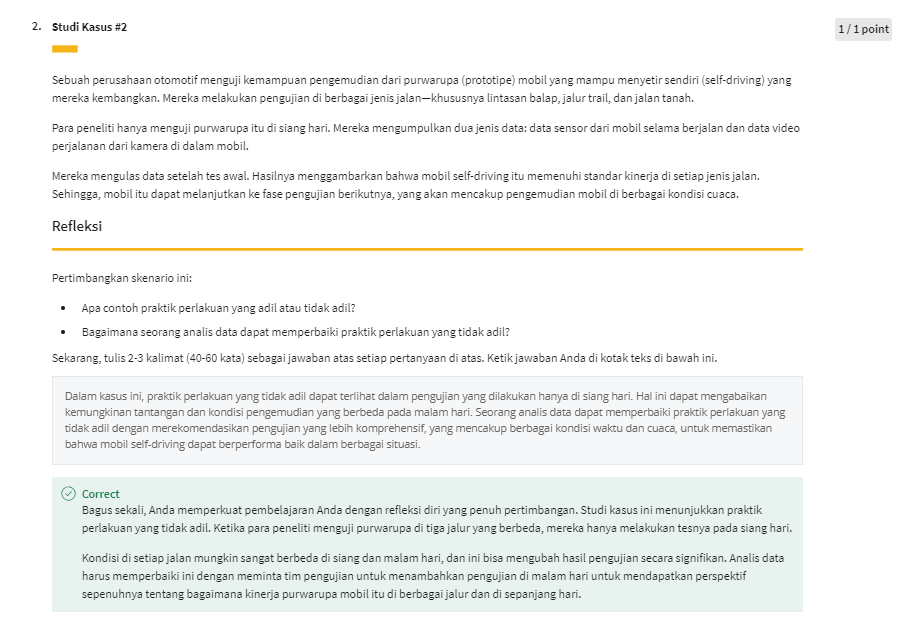 2. Studi Kasus #2
1 / 1 point
Sebuah perusahaan otomotif menguji kemampuan pengemudian dari purwarupa (prototipe) mobil yang mampu menyetir sendiri (self-driving) yang
mereka kembangkan. Mereka melakukan pengujian di berbagai jenis jalan—khususnya lintasan balap, jalur trail, dan jalan tanah.
Para peneliti hanya menguji purwarupa itu di siang hari. Mereka mengumpulkan dua jenis data: data sensor dari mobil selama berjalan dan data video
perjalanan dari kamera di dalam mobil.
Mereka mengulas data setelah tes awal. Hasilnya menggambarkan bahwa mobil self-driving itu memenuhi standar kinerja di setiap jenis jalan.
Sehingga, mobil itu dapat melanjutkan ke fase pengujian berikutnya, yang akan mencakup pengemudian mobil di berbagai kondisi cuaca.
Refleksi
Pertimbangkan skenario ini:
• Apa contoh praktik perlakuan yang adil atau tidak adil?
• Bagaimana seorang analis data dapat memperbaiki praktik perlakuan yang tidak adil?
Sekarang, tulis 2-3 kalimat (40-60 kata) sebagai jawaban atas setiap pertanyaan di atas. Ketik jawaban Anda di kotak teks di bawah ini.
Dalam kasus ini, praktik perlakuan yang tidak adil dapat terlihat dalam pengujian yang dilakukan hanya di siang hari. Hal ini dapat mengabaikan
kemungkinan tantangan dan kondisi pengemudian yang berbeda pada malam hari. Seorang analis data dapat memperbaiki praktik perlakuan yang
tidak adil dengan merekomendasikan pengujian yang lebih komprehensif, yang mencakup berbagai kondisi waktu dan cuaca, untuk memastikan
bahwa mobil self-driving dapat berperforma baik dalam berbagai situasi.
Correct
Bagus sekali, Anda memperkuat pembelajaran Anda dengan refleksi diri yang penuh pertimbangan. Studi kasus ini menunjukkan praktik
perlakuan yang tidak adil. Ketika para peneliti menguji purwarupa di tiga jalur yang berbeda, mereka hanya melakukan tesnya pada siang hari.
Kondisi di setiap jalan mungkin sangat berbeda di siang dan malam hari, dan ini bisa mengubah hasil pengujian secara signifikan. Analis data
harus memperbaiki ini dengan meminta tim pengujian untuk menambahkan pengujian di malam hari untuk mendapatkan perspektif
sepenuhnya tentang bagaimana kinerja purwarupa mobil itu di berbagai jalur dan di sepanjang hari.